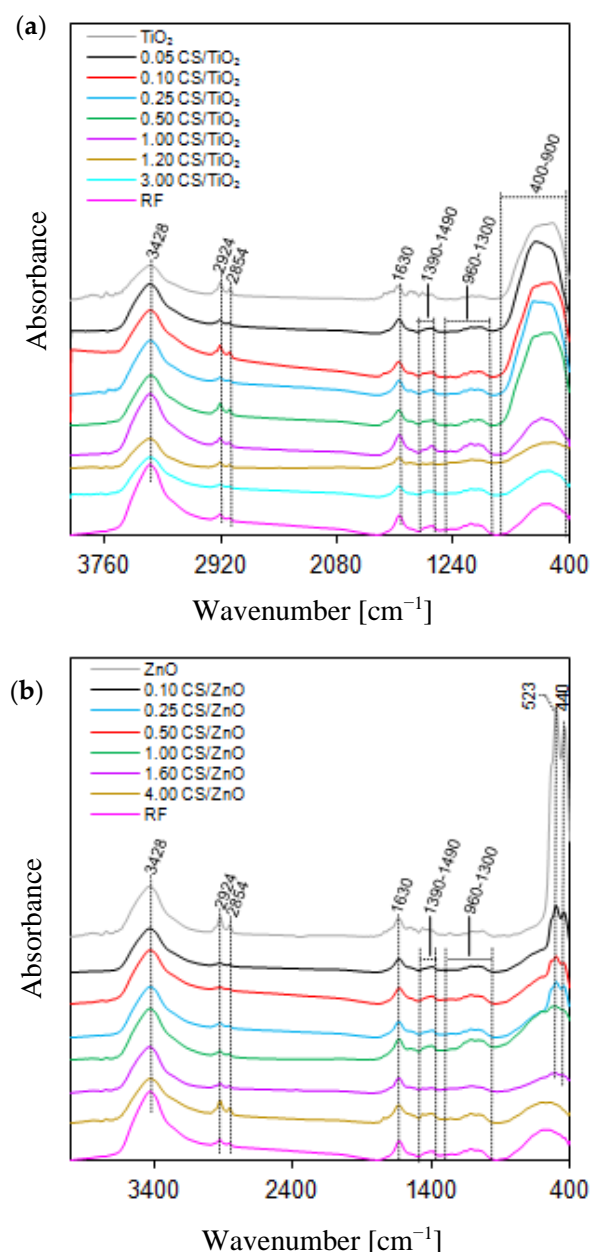 (a)
TiO₂
0.05 CS/TiO₂
0.10 CS/TiO₂
0.25 CS/TiO₂
0.50 CS/TiO₂
1.00 CS/TiO₂
1.20 CS/TiO₂
3.00 CS/TiO₂
RF
3428
2924
2854
1630
1390-1490
960-1300
400-900
Absorbance
3760 2920 2080 1240 400
Wavenumber [cm⁻¹]
(b)
ZnO
0.10 CS/ZnO
0.25 CS/ZnO
0.50 CS/ZnO
1.00 CS/ZnO
1.60 CS/ZnO
4.00 CS/ZnO
RF
3428
2924
2854
1630
1390-1490
960-1300
523
440
Absorbance
3400 2400 1400 400
Wavenumber [cm⁻¹]